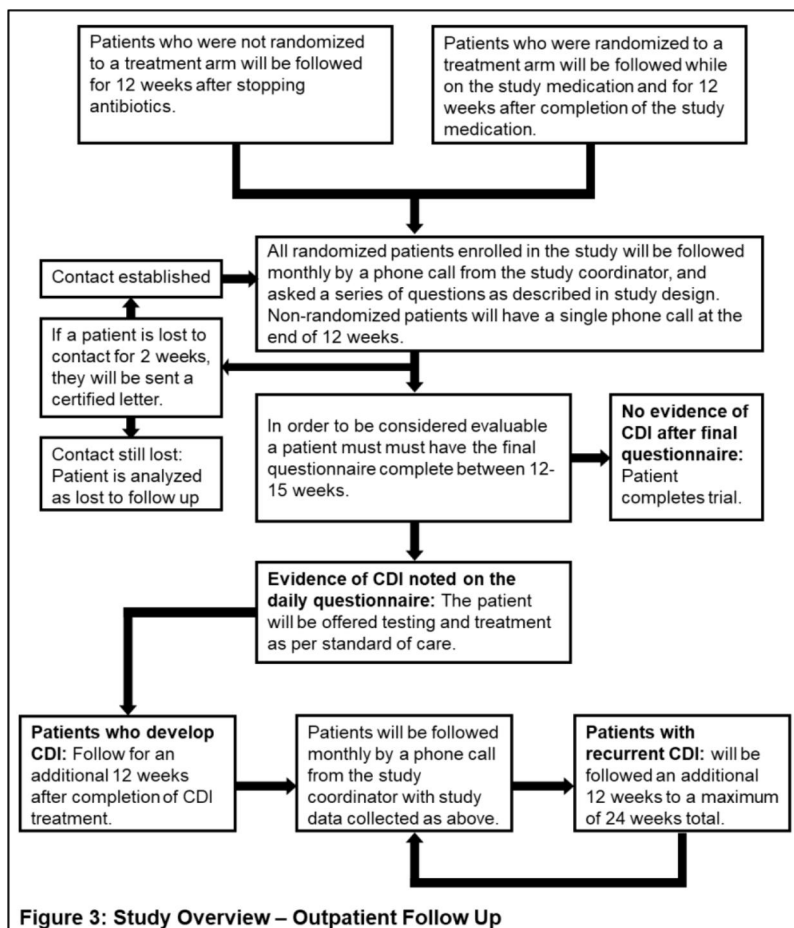 Patients who were not randomized
to a treatment arm will be followed
for 12 weeks after stopping
antibiotics.
Patients who were randomized to a
treatment arm will be followed while
on the study medication and for 12
weeks after completion of the study
medication.
All randomized patients enrolled in the study will be followed
monthly by a phone call from the study coordinator, and
asked a series of questions as described in study design.
Non-randomized patients will have a single phone call at the
end of 12 weeks.
Contact established
If a patient is lost to
contact for 2 weeks,
they will be sent a
certified letter.
Contact still lost:
Patient is analyzed
as lost to follow up
In order to be considered evaluable
a patient must must have the final
questionnaire complete between 12-
15 weeks.
No evidence of
CDI after final
questionnaire:
Patient
completes trial.
Evidence of CDI noted on the
daily questionnaire: The patient
will be offered testing and treatment
as per standard of care.
Patients who develop
CDI: Follow for an
additional 12 weeks
after completion of CDI
treatment.
Patients will be followed
monthly by a phone call
from the study
coordinator with study
data collected as above.
Patients with
recurrent CDI: will be
followed an additional
12 weeks to a maximum
of 24 weeks total.
Figure 3: Study Overview – Outpatient Follow Up